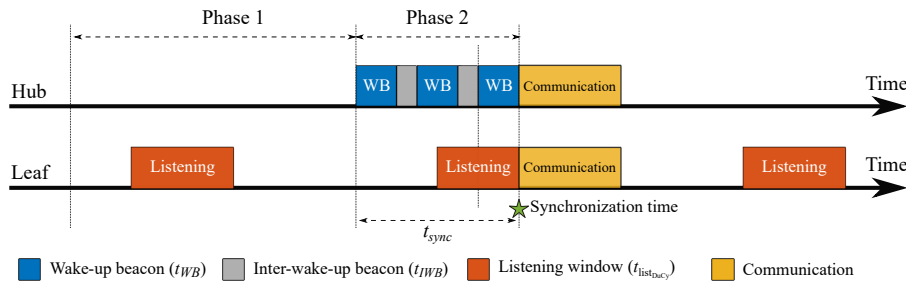 Phase 1 Phase 2
WB WB WB Communication
Hub Time
Listening Listening Communication Listening
Leaf Time
Synchronization time
t_sync
Wake-up beacon (t_WB) Inter-wake-up beacon (t_IWB) Listening window (t_list_DuCy) Communication